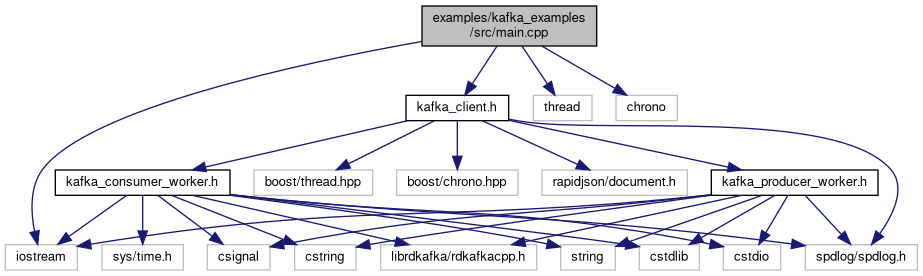 examples/kafka_examples
/src/main.cpp
kafka_client.h
thread
chrono
kafka_consumer_worker.h
boost/thread.hpp
boost/chrono.hpp
rapidjson/document.h
kafka_producer_worker.h
iostream
sys/time.h
csignal
cstring
librdkafka/rdkafkacpp.h
string
cstdlib
cstdio
spdlog/spdlog.h